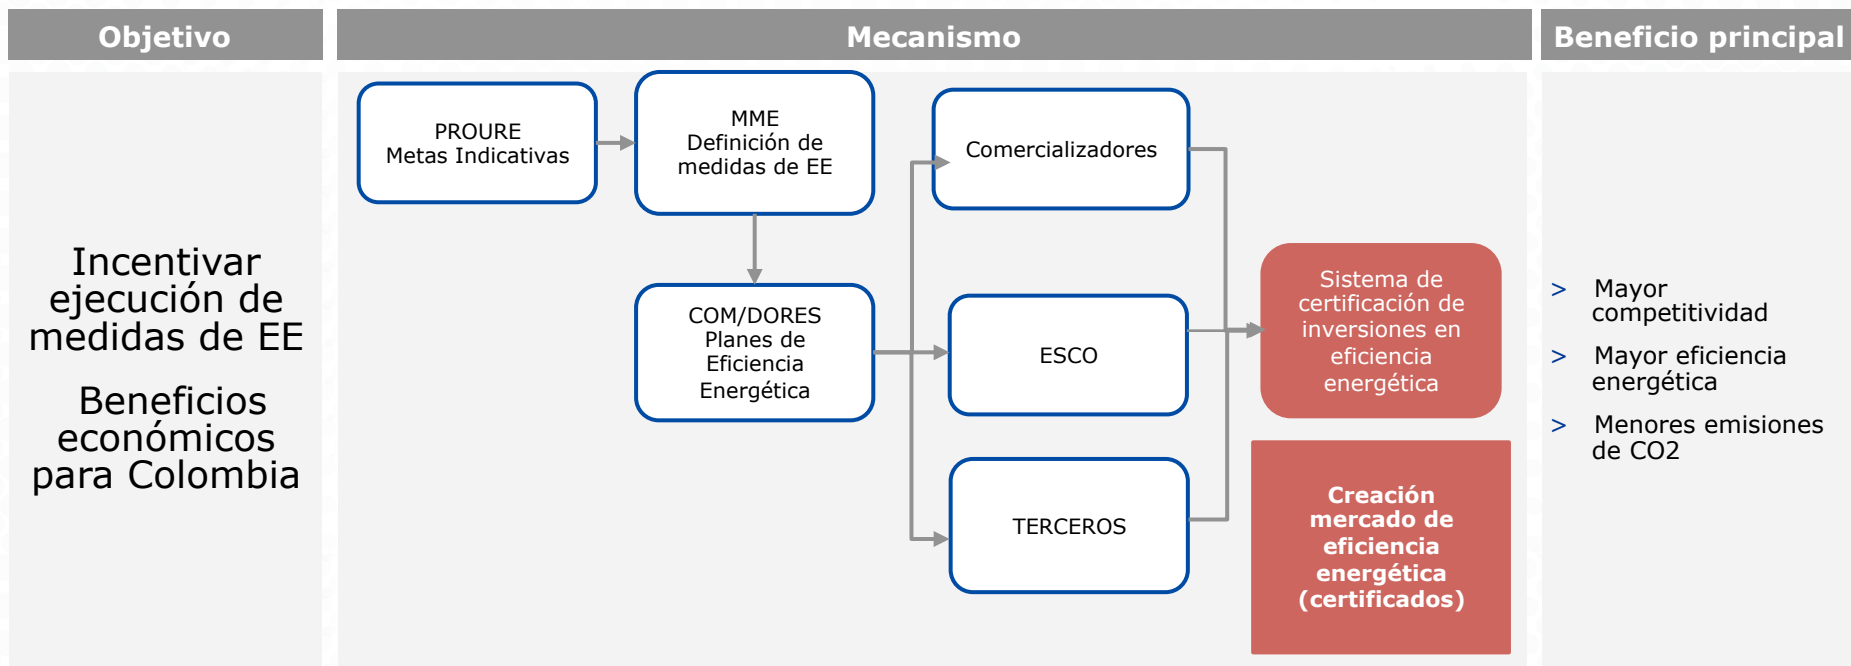 Objetivo
Mecanismo
Beneficio principal
Incentivar
ejecución de
medidas de EE
Beneficios
económicos
para Colombia
PROURE
Metas Indicativas
MME
Definición de
medidas de EE
COM/DORES
Planes de
Eficiencia
Energética
Comercializadores
ESCO
TERCEROS
Sistema de
certificación de
inversiones en
eficiencia
energética
Creación
mercado de
eficiencia
energética
(certificados)
> Mayor
competitividad
> Mayor eficiencia
energética
> Menores emisiones
de CO2